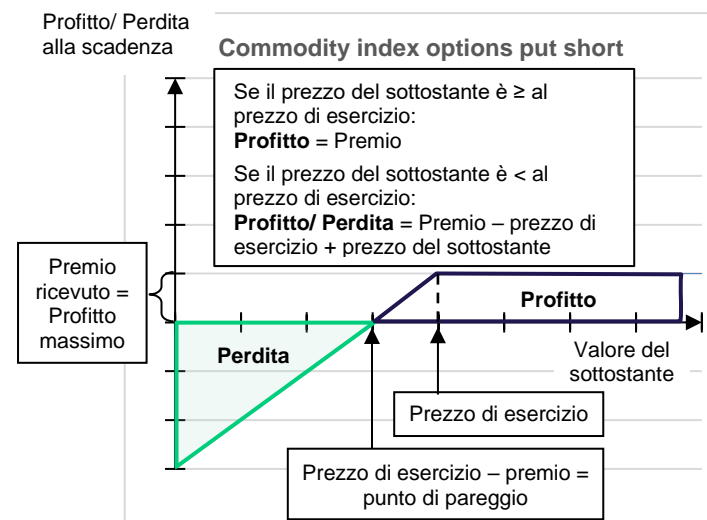 Profitto/ Perdita
alla scadenza
Commodity index options put short
Se il prezzo del sottostante è ≥ al
prezzo di esercizio:
Profitto = Premio
Se il prezzo del sottostante è < al
prezzo di esercizio:
Profitto/ Perdita = Premio – prezzo di
esercizio + prezzo del sottostante
Premio
ricevuto =
Profitto
massimo
Profitto
Perdita
Valore del
sottostante
Prezzo di esercizio
Prezzo di esercizio – premio =
punto di pareggio